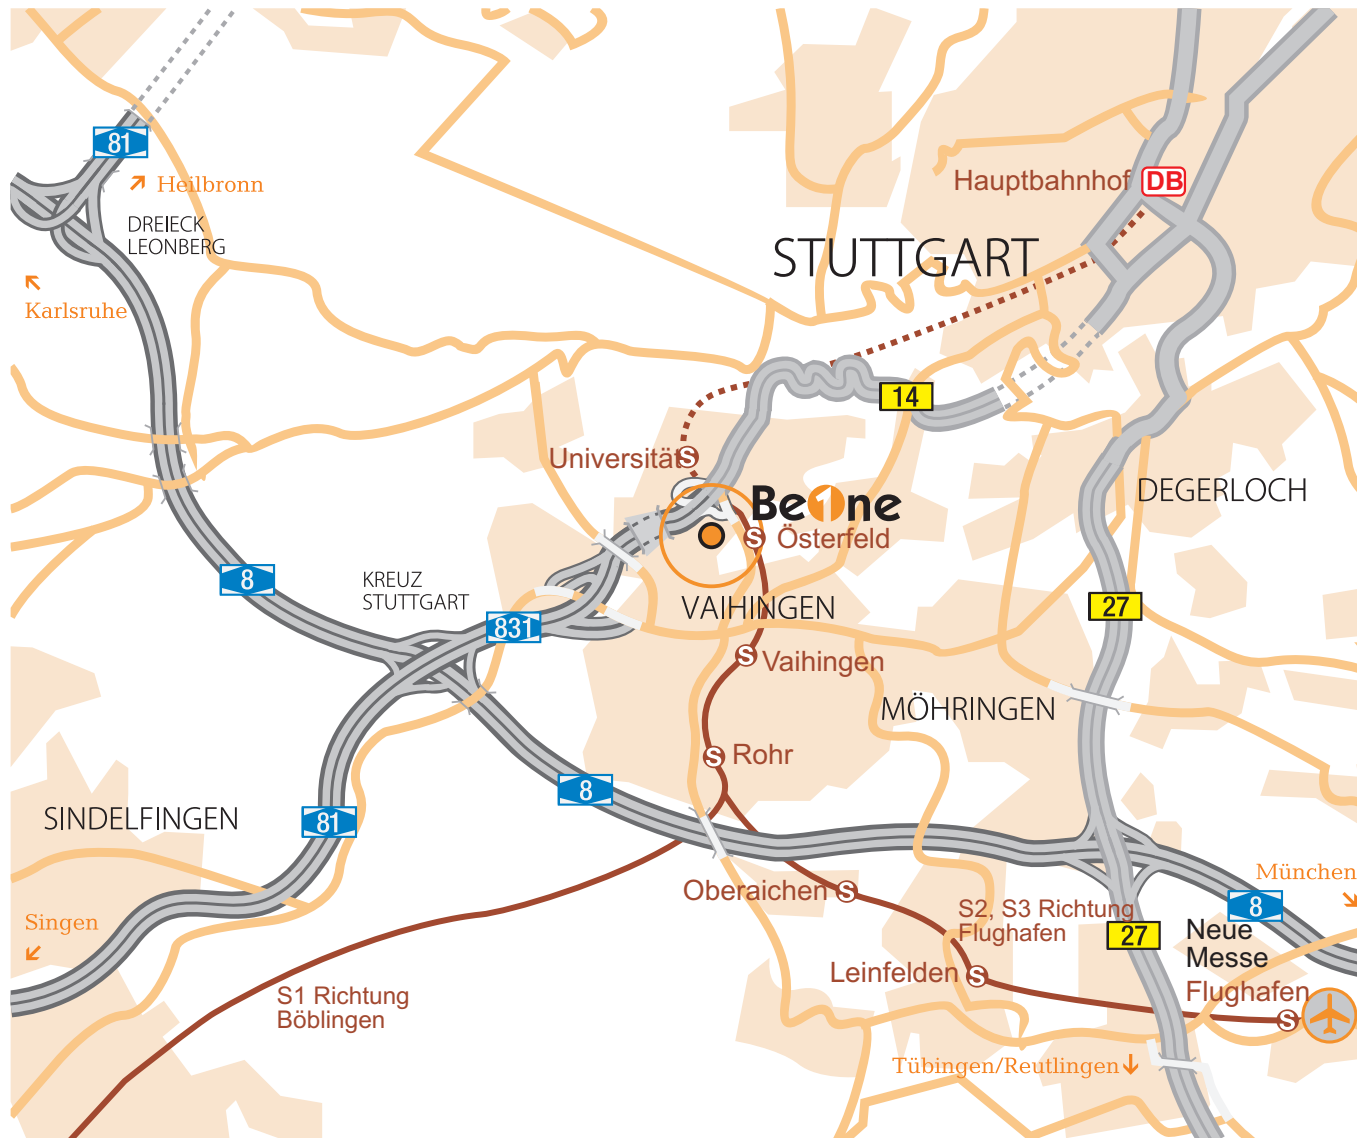 81
Heilbronn
DREIECK
LEONBERG
Karlsruhe
Hauptbahnhof DB
STUTTGART
14
Universität S
Be1ne
S Österfeld
DEGERLOCH
8
KREUZ
STUTTGART
831
VAIHINGEN
27
S Vaihingen
MÖHRINGEN
S Rohr
8
SINDELFINGEN
81
München
8
Oberaichen S
S2, S3 Richtung
Flughafen
27
Neue
Messe
Singen
Leinfelden S
Flughafen
S
S1 Richtung
Böblingen
Tübingen/Reutlingen